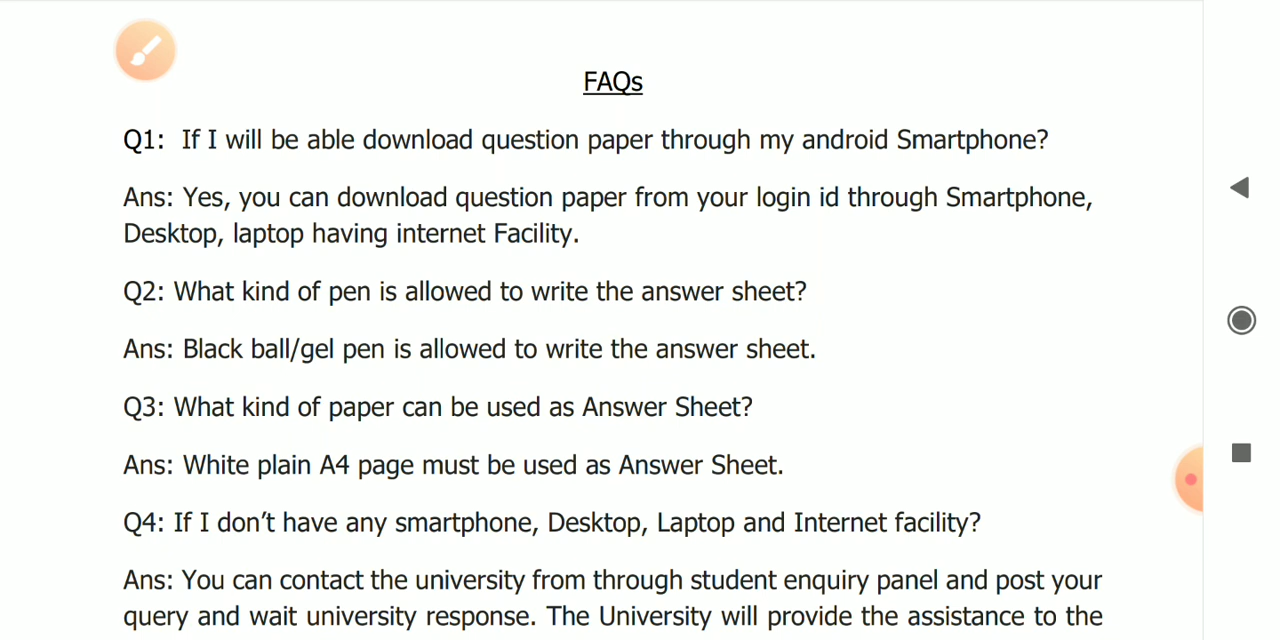 FAQs
Q1: If I will be able download question paper through my android Smartphone?
Ans: Yes, you can download question paper from your login id through Smartphone,
Desktop, laptop having internet Facility.
Q2: What kind of pen is allowed to write the answer sheet?
Ans: Black ball/gel pen is allowed to write the answer sheet.
Q3: What kind of paper can be used as Answer Sheet?
Ans: White plain A4 page must be used as Answer Sheet.
Q4: If I don’t have any smartphone, Desktop, Laptop and Internet facility?
Ans: You can contact the university from through student enquiry panel and post your
query and wait university response. The University will provide the assistance to the